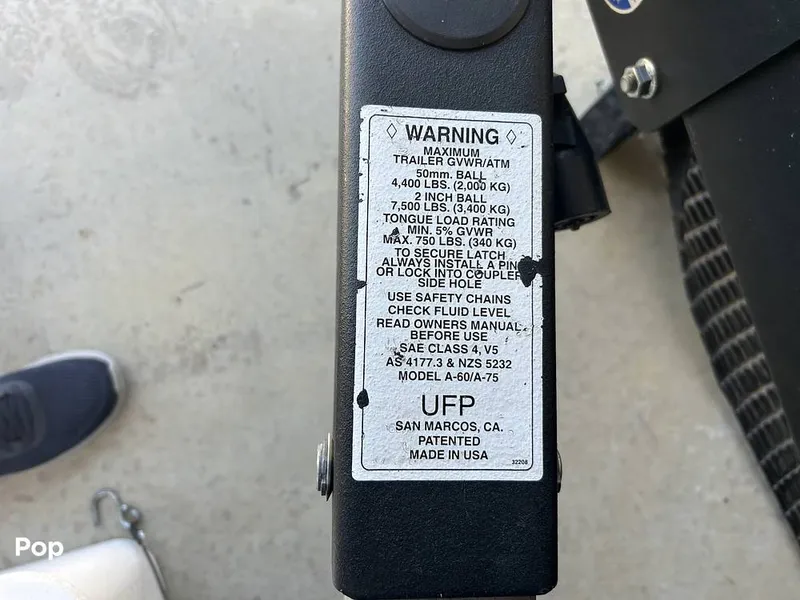 ◊ WARNING ◊
MAXIMUM
TRAILER GVWR/ATM
50mm. BALL
4,400 LBS. (2,000 KG)
2 INCH BALL
7,500 LBS. (3,400 KG)
TONGUE LOAD RATING
MIN. 5% GVWR
MAX. 750 LBS. (340 KG)
TO SECURE LATCH
ALWAYS INSTALL A PIN
OR LOCK INTO COUPLER
SIDE HOLE
USE SAFETY CHAINS
CHECK FLUID LEVEL
READ OWNERS MANUAL
BEFORE USE
SAE CLASS 4, V5
AS 4177.3 & NZS 5232
MODEL A-60/A-75
UFP
SAN MARCOS, CA.
PATENTED
MADE IN USA
32208
Pop